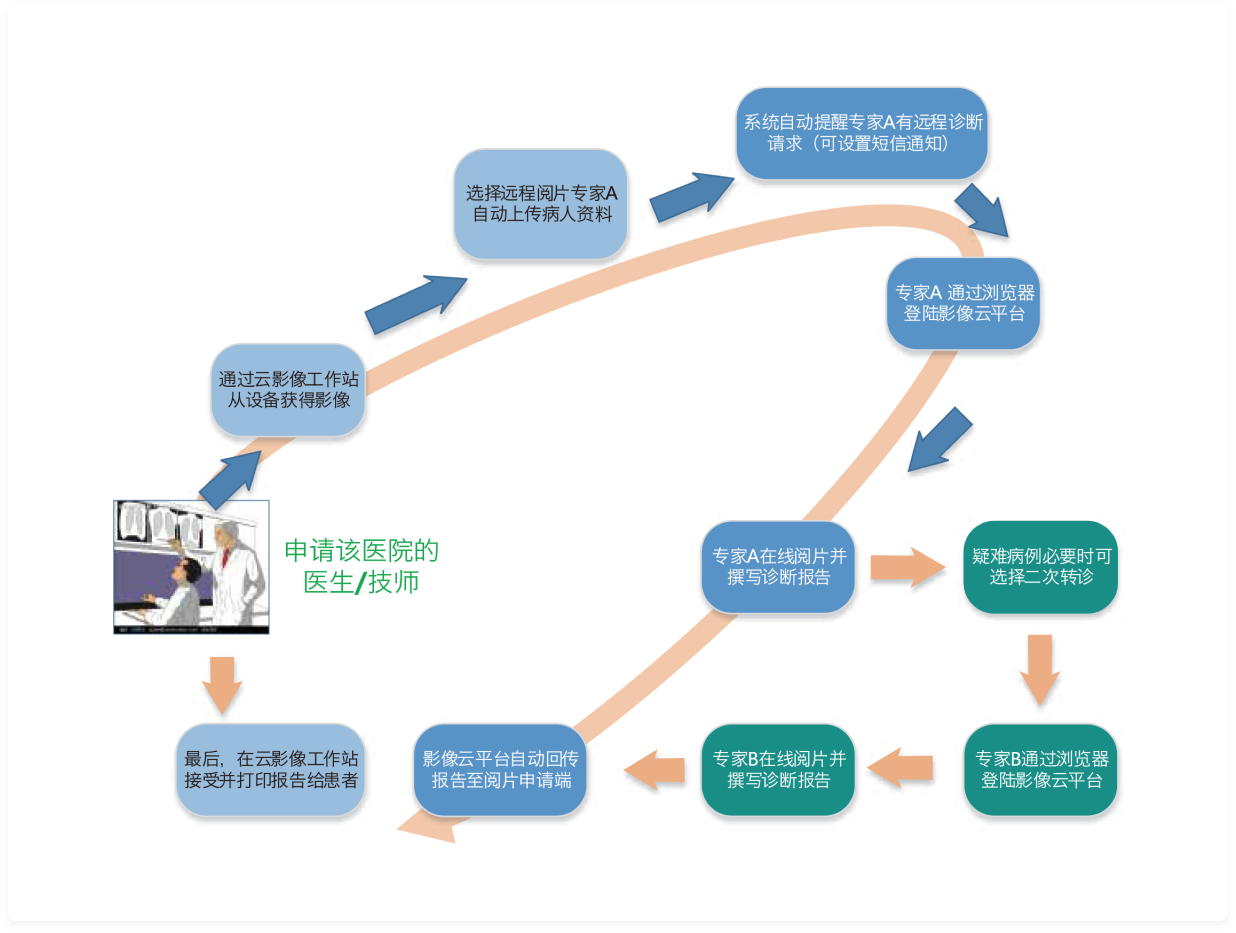 系统自动提醒专家A有远程诊断
请求（可设置短信通知）
选择远程阅片专家A
自动上传病人资料
专家A 通过浏览器
登陆影像云平台
通过云影像工作站
从设备获得影像
申请该医院的
医生/技师
专家A在线阅片并
撰写诊断报告
疑难病例必要时可
选择二次转诊
最后，在云影像工作站
接受并打印报告给患者
影像云平台自动回传
报告至阅片申请端
专家B在线阅片并
撰写诊断报告
专家B通过浏览器
登陆影像云平台